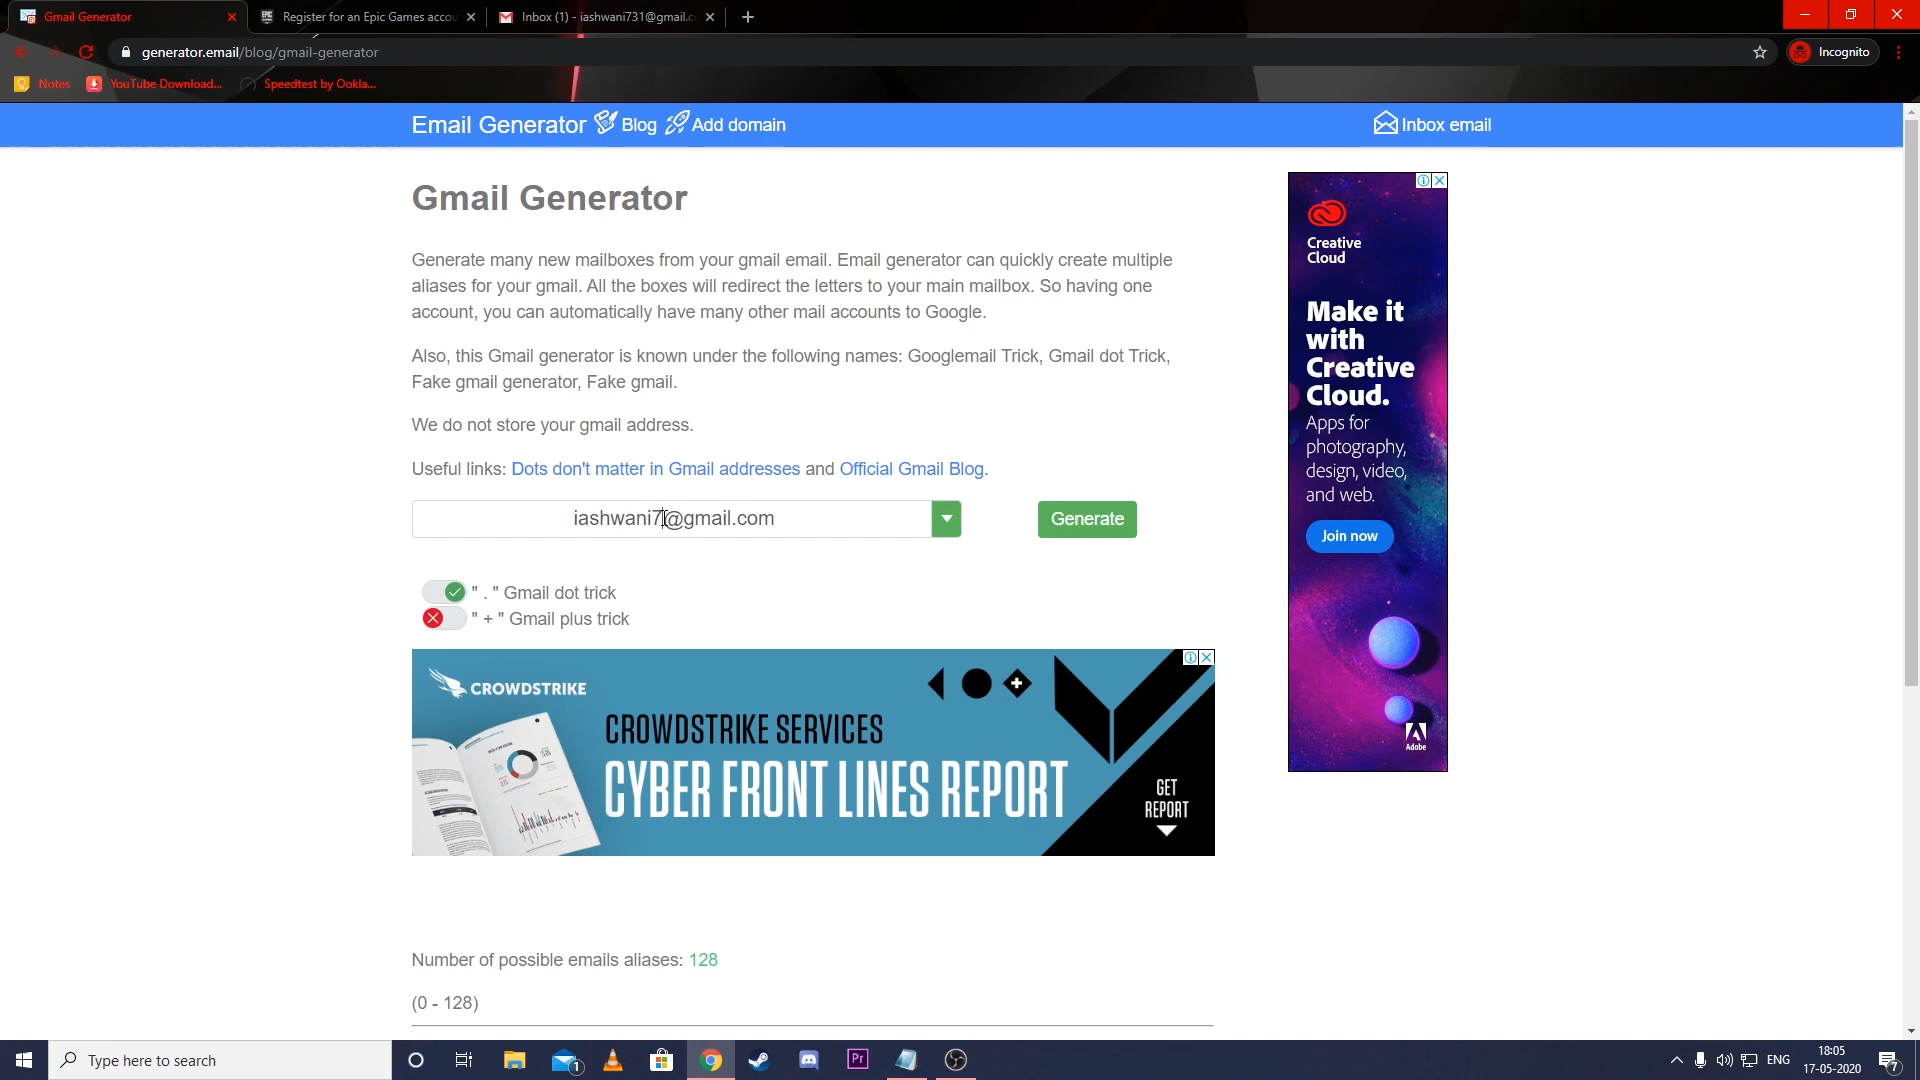 Gmail Generator
Register for an Epic Games accou
Inbox (1) - iashwani731@gmail.c
generator.email/blog/gmail-generator
Incognito
Notes
YouTube Download...
Speedtest by Ookla...
Email Generator Blog Add domain
Inbox email
Gmail Generator
Generate many new mailboxes from your gmail email. Email generator can quickly create multiple
aliases for your gmail. All the boxes will redirect the letters to your main mailbox. So having one
account, you can automatically have many other mail accounts to Google.
Also, this Gmail generator is known under the following names: Googlemail Trick, Gmail dot Trick,
Fake gmail generator, Fake gmail.
We do not store your gmail address.
Useful links: Dots don't matter in Gmail addresses and Official Gmail Blog.
iashwani7@gmail.com
Generate
" . " Gmail dot trick
" + " Gmail plus trick
CROWDSTRIKE
CROWDSTRIKE SERVICES
CYBER FRONT LINES REPORT
GET
REPORT
Creative
Cloud
Make it
with
Creative
Cloud.
Apps for
photography,
design, video,
and web.
Join now
Adobe
Number of possible emails aliases: 128
(0 - 128)
Type here to search
1
Pr
ENG
18:05
17-05-2020
7